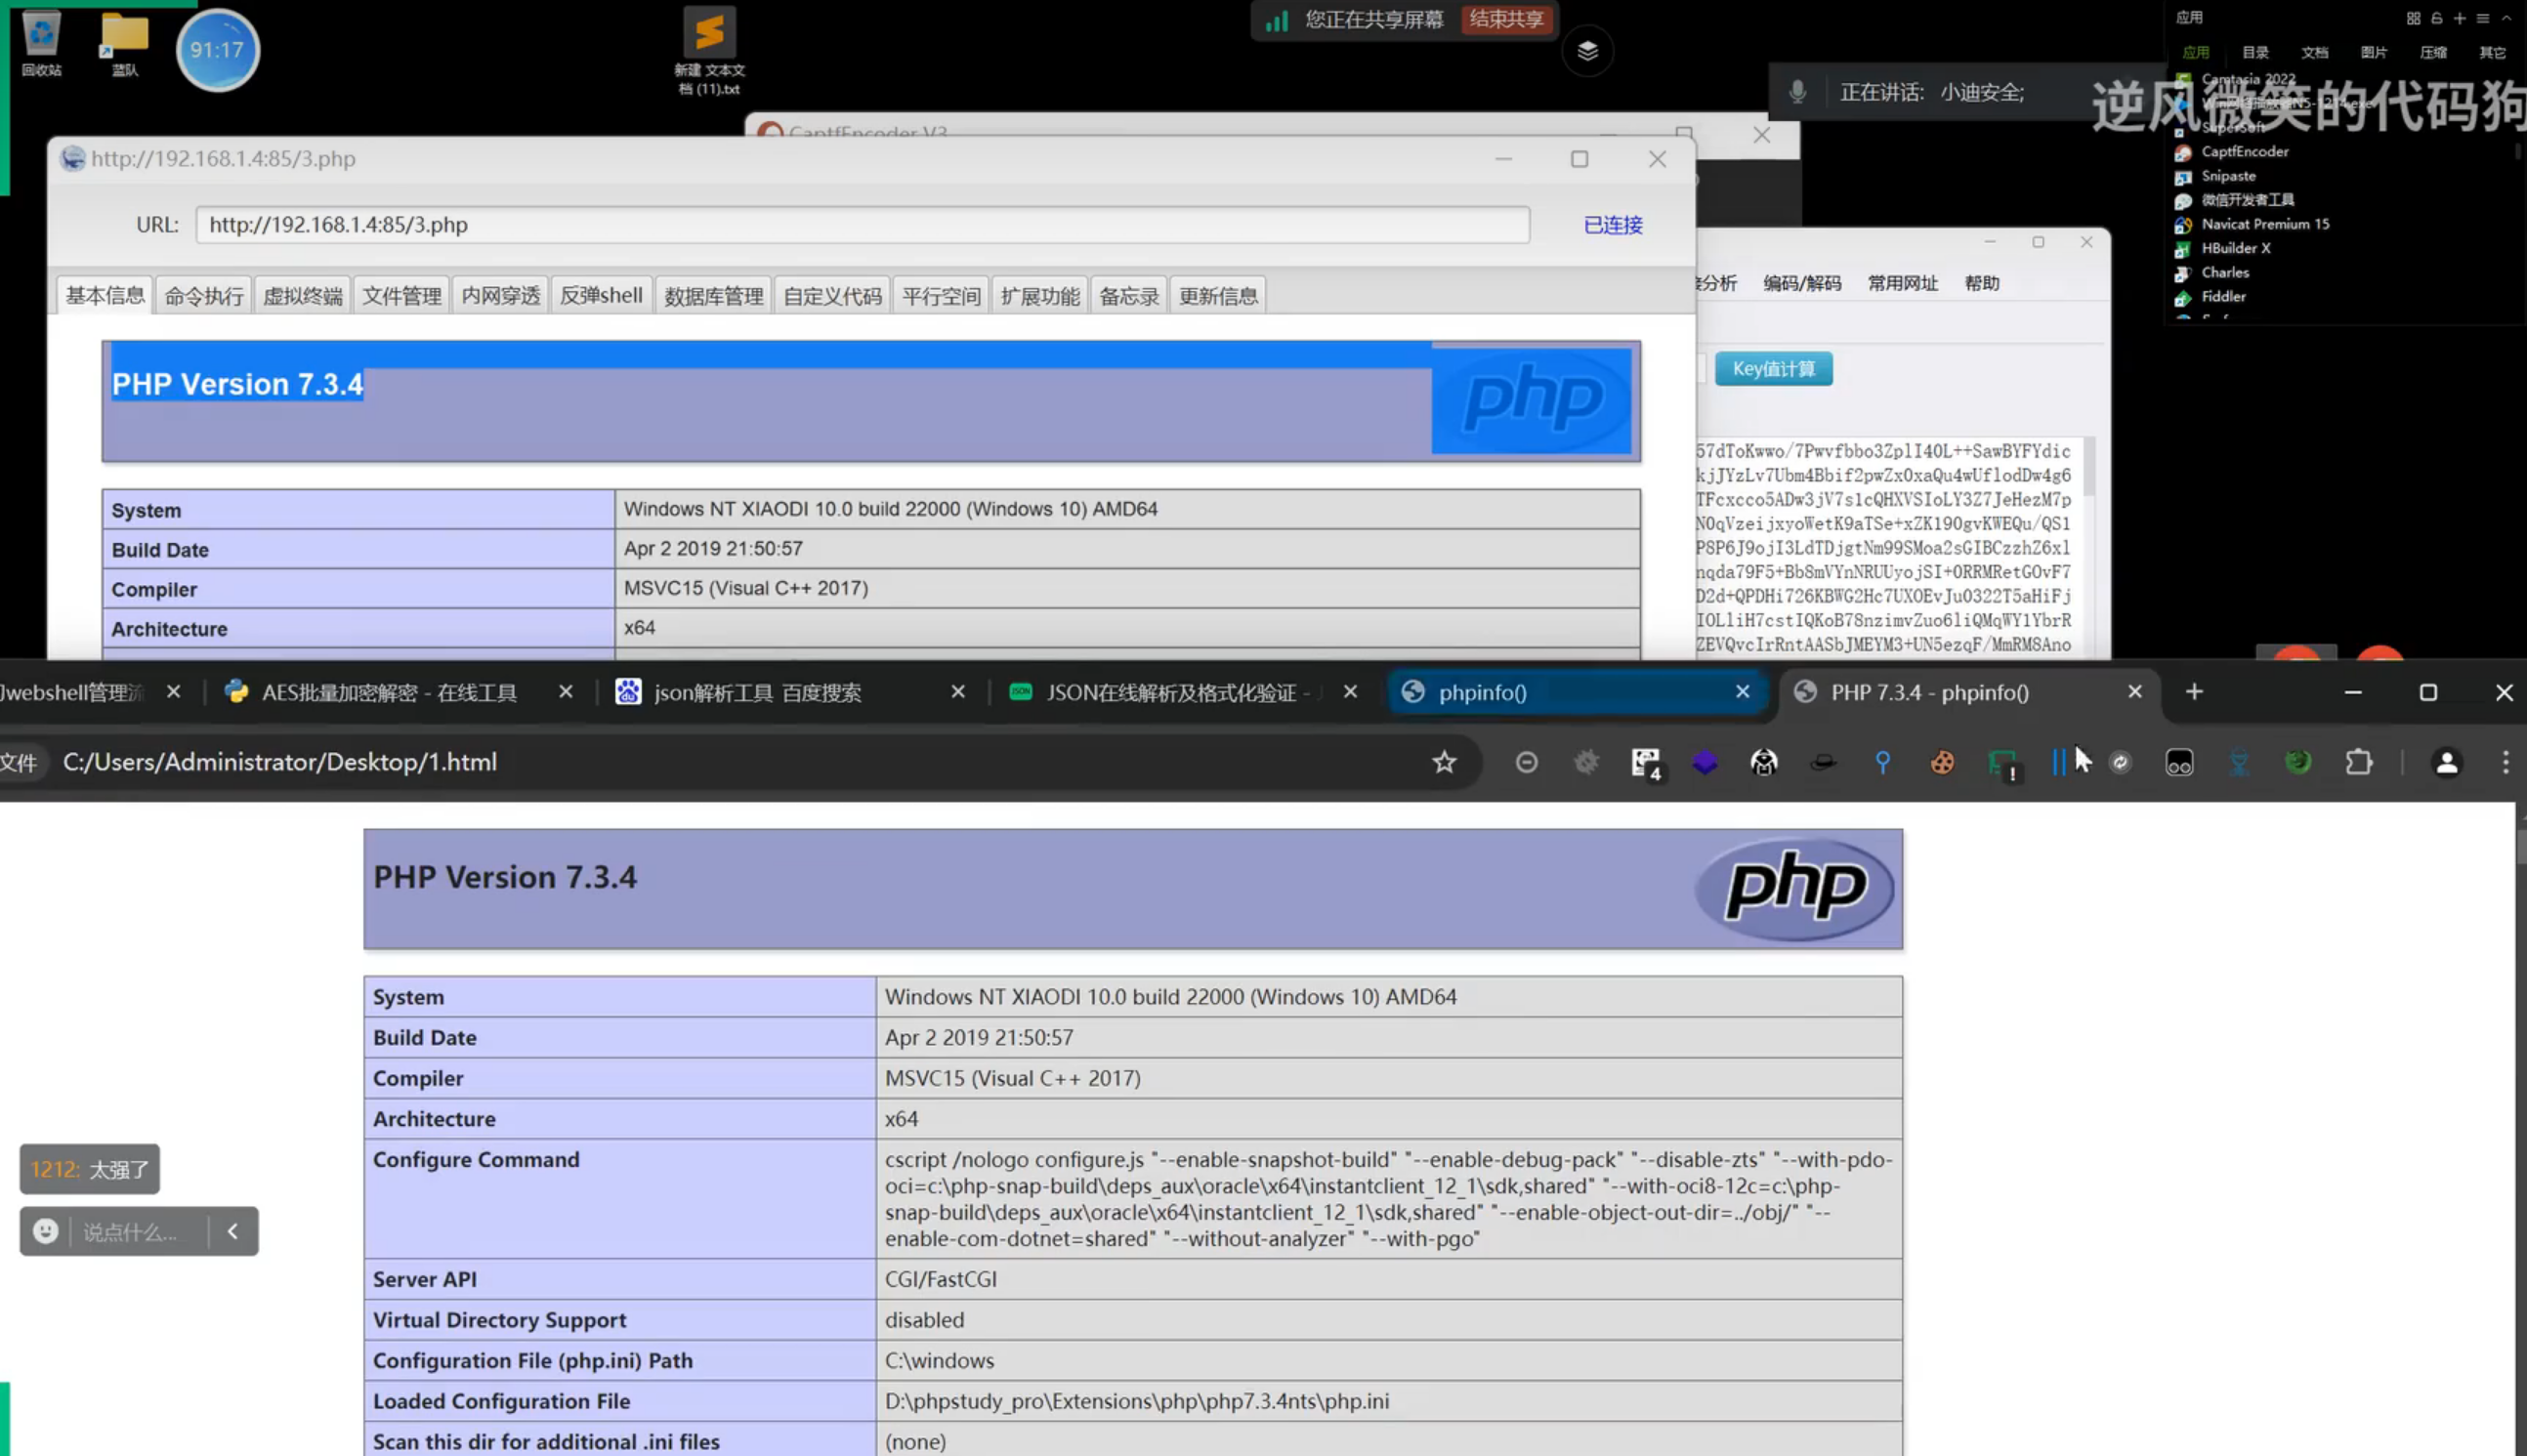 91:17
回收站
蓝队
新建 文本文
档 (11).txt
您正在共享屏幕
结束共享
正在讲话: 小迪安全;
逆风微笑的代码狗
应用
应用 目录 文档 图片 压缩 其它
Camtasia 2022
SuperSoft
CaptfEncoder
Snipaste
微信开发者工具
Navicat Premium 15
HBuilder X
Charles
Fiddler
CaptfEncoder V3
http://192.168.1.4:85/3.php
URL: http://192.168.1.4:85/3.php 已连接
基本信息 命令执行 虚拟终端 文件管理 内网穿透 反弹shell 数据库管理 自定义代码 平行空间 扩展功能 备忘录 更新信息
PHP Version 7.3.4
php
System Windows NT XIAODI 10.0 build 22000 (Windows 10) AMD64
Build Date Apr 2 2019 21:50:57
Compiler MSVC15 (Visual C++ 2017)
Architecture x64
分析 编码/解码 常用网址 帮助
Key值计算
57dToKwwo/7Pwvfbbo3ZplI40L++SawBYFYdic
kjJYzLv7Ubm4Bbif2pwZx0xaQu4wUflodDw4g6
TFcxcco5ADw3jV7slcQHXVSIoLY3Z7JeHezM7p
N0qVzeijxyoWetK9aTSe+xZK190gvKWEQu/QS1
P8P6J9ojI3LdTDjgtNm99SMoa2sGIBCzzhZ6xl
nqda79F5+Bb8mVYnNRUUyojSI+0RRMRetGOvF7
D2d+QPDHi726KBWG2Hc7UXOEvJu0322T5aHiFj
IOLliH7cstIQKoB78nzimvZuo6liQMqWY1YbrR
ZEVQvcIrRntAASbJMEYM3+UN5ezqF/MmRM8Ano
webshell管理流 AES批量加密解密 - 在线工具 json解析工具 百度搜索 JSON在线解析及格式化验证 - phpinfo() PHP 7.3.4 - phpinfo()
文件 C:/Users/Administrator/Desktop/1.html
4
PHP Version 7.3.4
php
System Windows NT XIAODI 10.0 build 22000 (Windows 10) AMD64
Build Date Apr 2 2019 21:50:57
Compiler MSVC15 (Visual C++ 2017)
Architecture x64
Configure Command cscript /nologo configure.js "--enable-snapshot-build" "--enable-debug-pack" "--disable-zts" "--with-pdo-
oci=c:\php-snap-build\deps_aux\oracle\x64\instantclient_12_1\sdk,shared" "--with-oci8-12c=c:\php-
snap-build\deps_aux\oracle\x64\instantclient_12_1\sdk,shared" "--enable-object-out-dir=../obj/" "--
enable-com-dotnet=shared" "--without-analyzer" "--with-pgo"
Server API CGI/FastCGI
Virtual Directory Support disabled
Configuration File (php.ini) Path C:\windows
Loaded Configuration File D:\phpstudy_pro\Extensions\php\php7.3.4nts\php.ini
Scan this dir for additional .ini files (none)
1212: 太强了
说点什么...